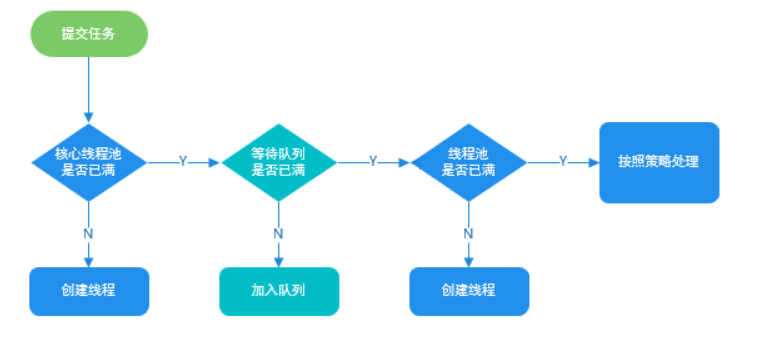 提交任务
核心线程池
是否已满
Y
等待队列
是否已满
Y
线程池
是否已满
Y
按照策略处理
N
N
N
创建线程
加入队列
创建线程